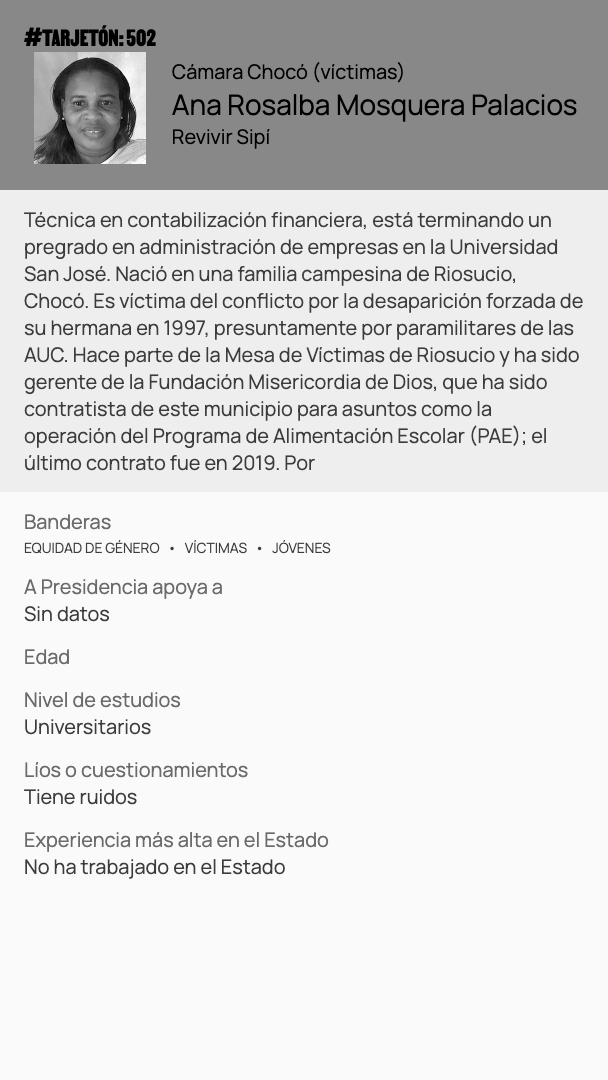 #TARJETÓN: 502
Cámara Chocó (víctimas)
Ana Rosalba Mosquera Palacios
Revivir Sipí
Técnica en contabilización financiera, está terminando un
pregrado en administración de empresas en la Universidad
San José. Nació en una familia campesina de Riosucio,
Chocó. Es víctima del conflicto por la desaparición forzada de
su hermana en 1997, presuntamente por paramilitares de las
AUC. Hace parte de la Mesa de Víctimas de Riosucio y ha sido
gerente de la Fundación Misericordia de Dios, que ha sido
contratista de este municipio para asuntos como la
operación del Programa de Alimentación Escolar (PAE); el
último contrato fue en 2019. Por
Banderas
EQUIDAD DE GÉNERO • VÍCTIMAS • JÓVENES
A Presidencia apoya a
Sin datos
Edad
Nivel de estudios
Universitarios
Líos o cuestionamientos
Tiene ruidos
Experiencia más alta en el Estado
No ha trabajado en el Estado